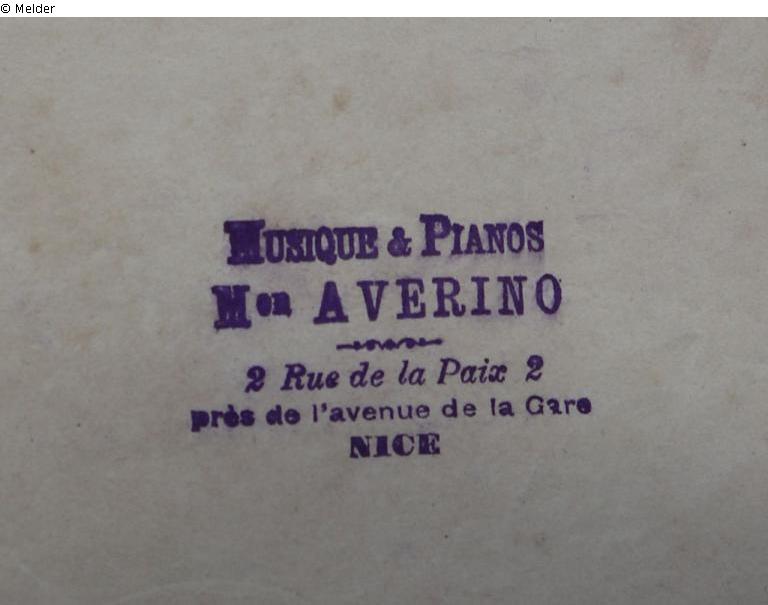 © Melder
MUSIQUE & PIANOS
Mon AVERINO
2 Rue de la Paix 2
près de l'avenue de la Gare
NICE